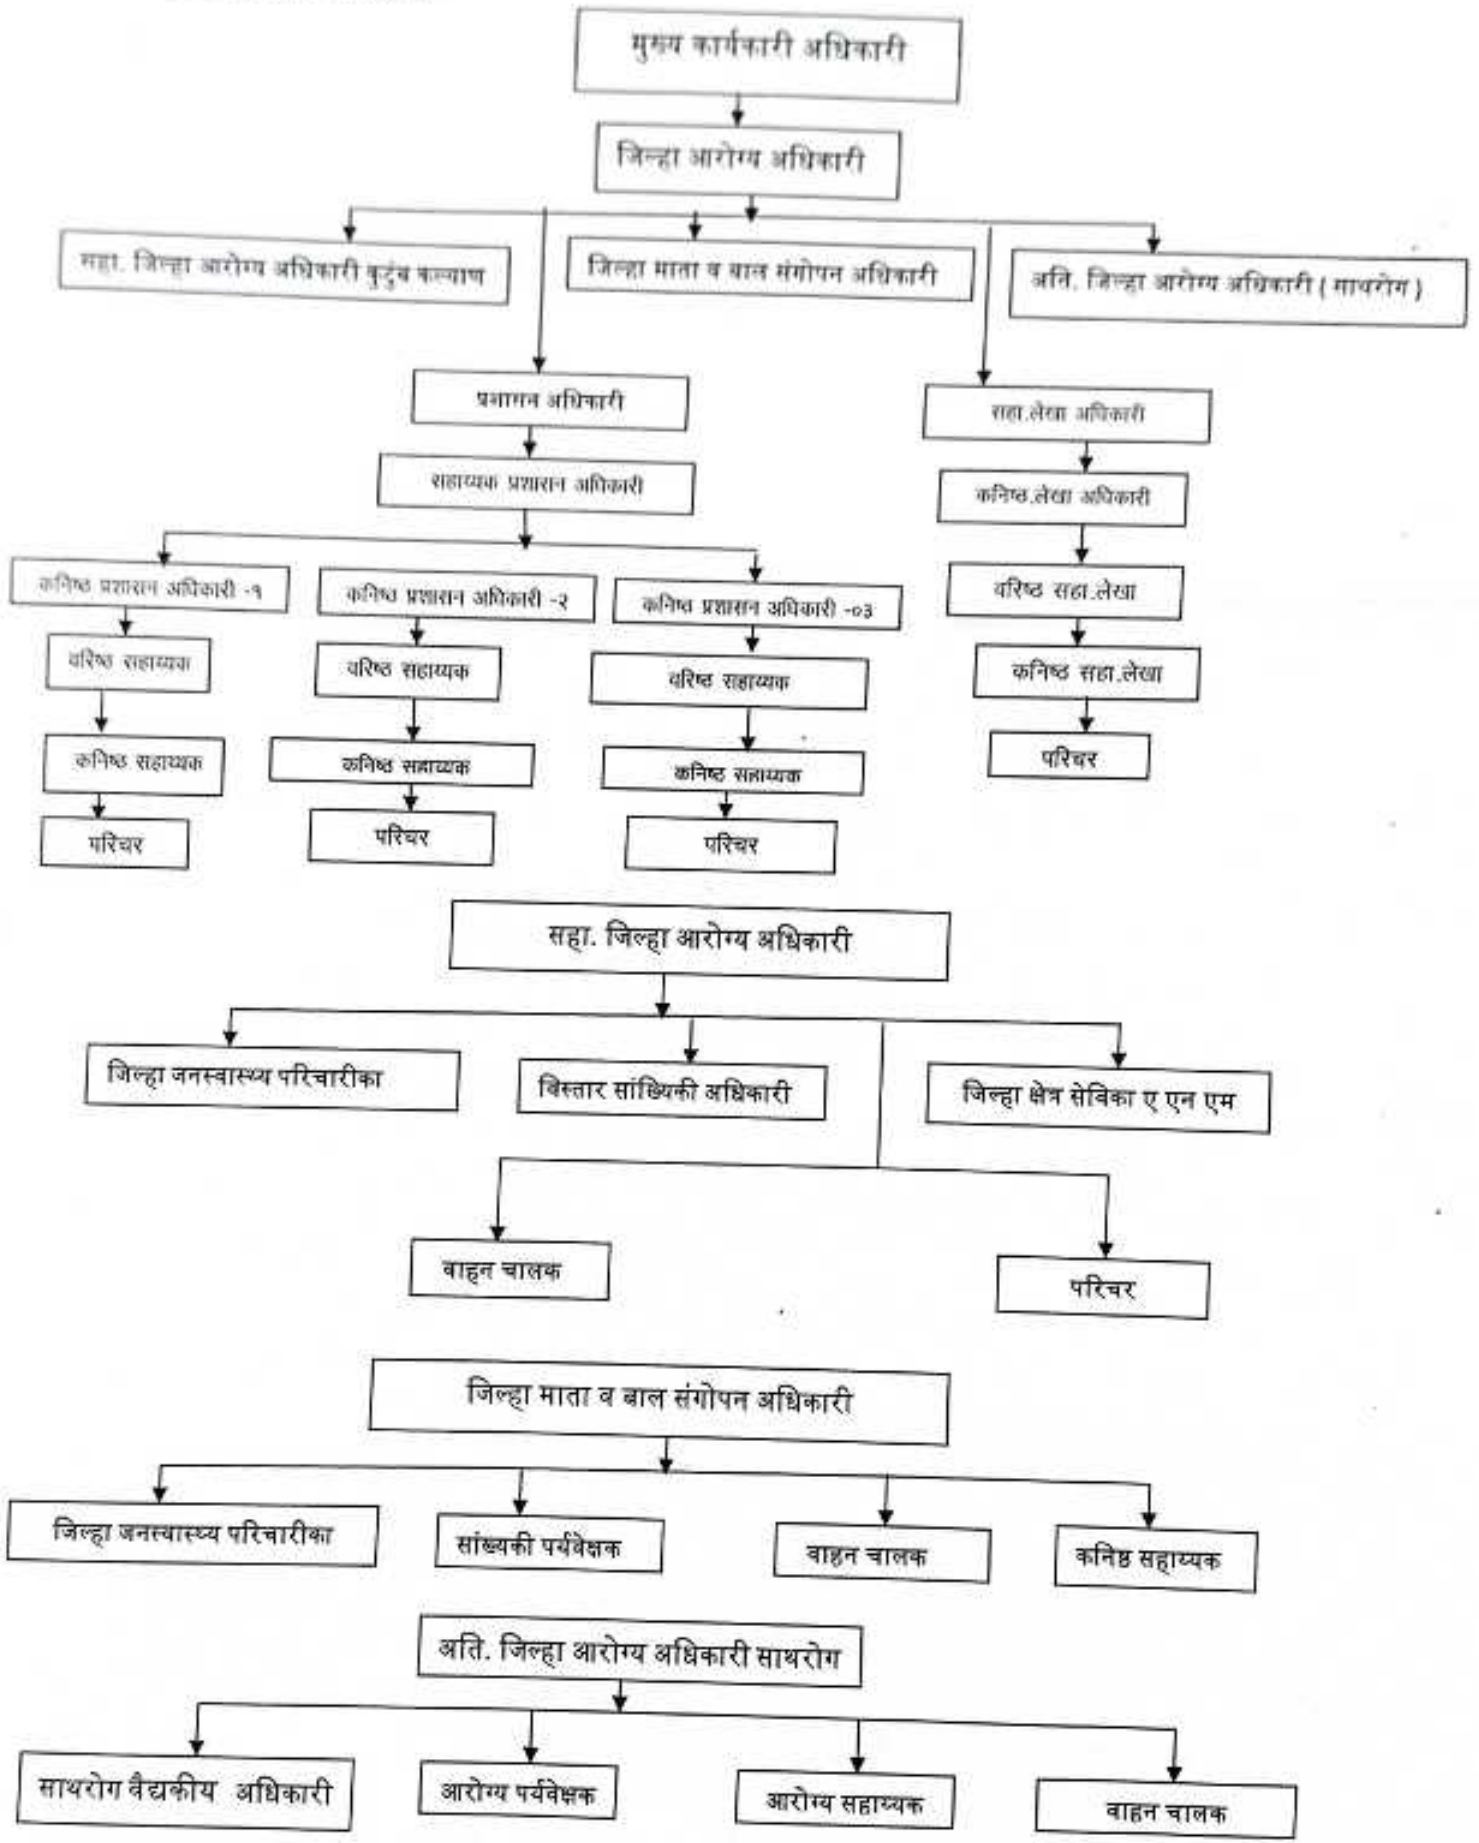 मुख्य कार्यकारी अधिकारी
जिल्हा आरोग्य अधिकारी
सहा. जिल्हा आरोग्य अधिकारी कुटुंब कल्याण
जिल्हा माता व बाल संगोपन अधिकारी
अति. जिल्हा आरोग्य अधिकारी ( साथरोग )
प्रशासन अधिकारी
सहा.लेखा अधिकारी
सहाय्यक प्रशासन अधिकारी
कनिष्ठ.लेखा अधिकारी
कनिष्ठ प्रशासन अधिकारी -१
कनिष्ठ प्रशासन अधिकारी -२
कनिष्ठ प्रशासन अधिकारी -०३
वरिष्ठ सहा.लेखा
वरिष्ठ सहाय्यक
वरिष्ठ सहाय्यक
वरिष्ठ सहाय्यक
कनिष्ठ सहा.लेखा
कनिष्ठ सहाय्यक
कनिष्ठ सहाय्यक
कनिष्ठ सहाय्यक
परिचर
परिचर
परिचर
परिचर
सहा. जिल्हा आरोग्य अधिकारी
जिल्हा जनस्वास्थ्य परिचारीका
विस्तार सांख्यिकी अधिकारी
जिल्हा क्षेत्र सेविका ए एन एम
वाहन चालक
परिचर
जिल्हा माता व बाल संगोपन अधिकारी
जिल्हा जनस्वास्थ्य परिचारीका
सांख्यकी पर्यवेक्षक
वाहन चालक
कनिष्ठ सहाय्यक
अति. जिल्हा आरोग्य अधिकारी साथरोग
साथरोग वैद्यकीय अधिकारी
आरोग्य पर्यवेक्षक
आरोग्य सहाय्यक
वाहन चालक